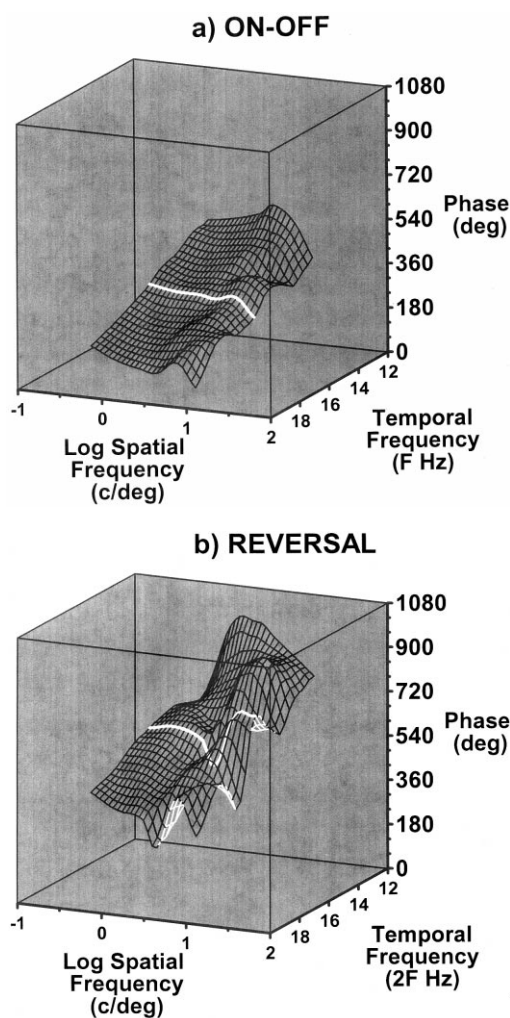 a) ON-OFF
1080
900
720
540
360
180
0
Phase
(deg)
12
14
16
18
Temporal
Frequency
(F Hz)
-1
0
1
2
Log Spatial
Frequency
(c/deg)
b) REVERSAL
1080
900
720
540
360
180
0
Phase
(deg)
12
14
16
18
Temporal
Frequency
(2F Hz)
-1
0
1
2
Log Spatial
Frequency
(c/deg)